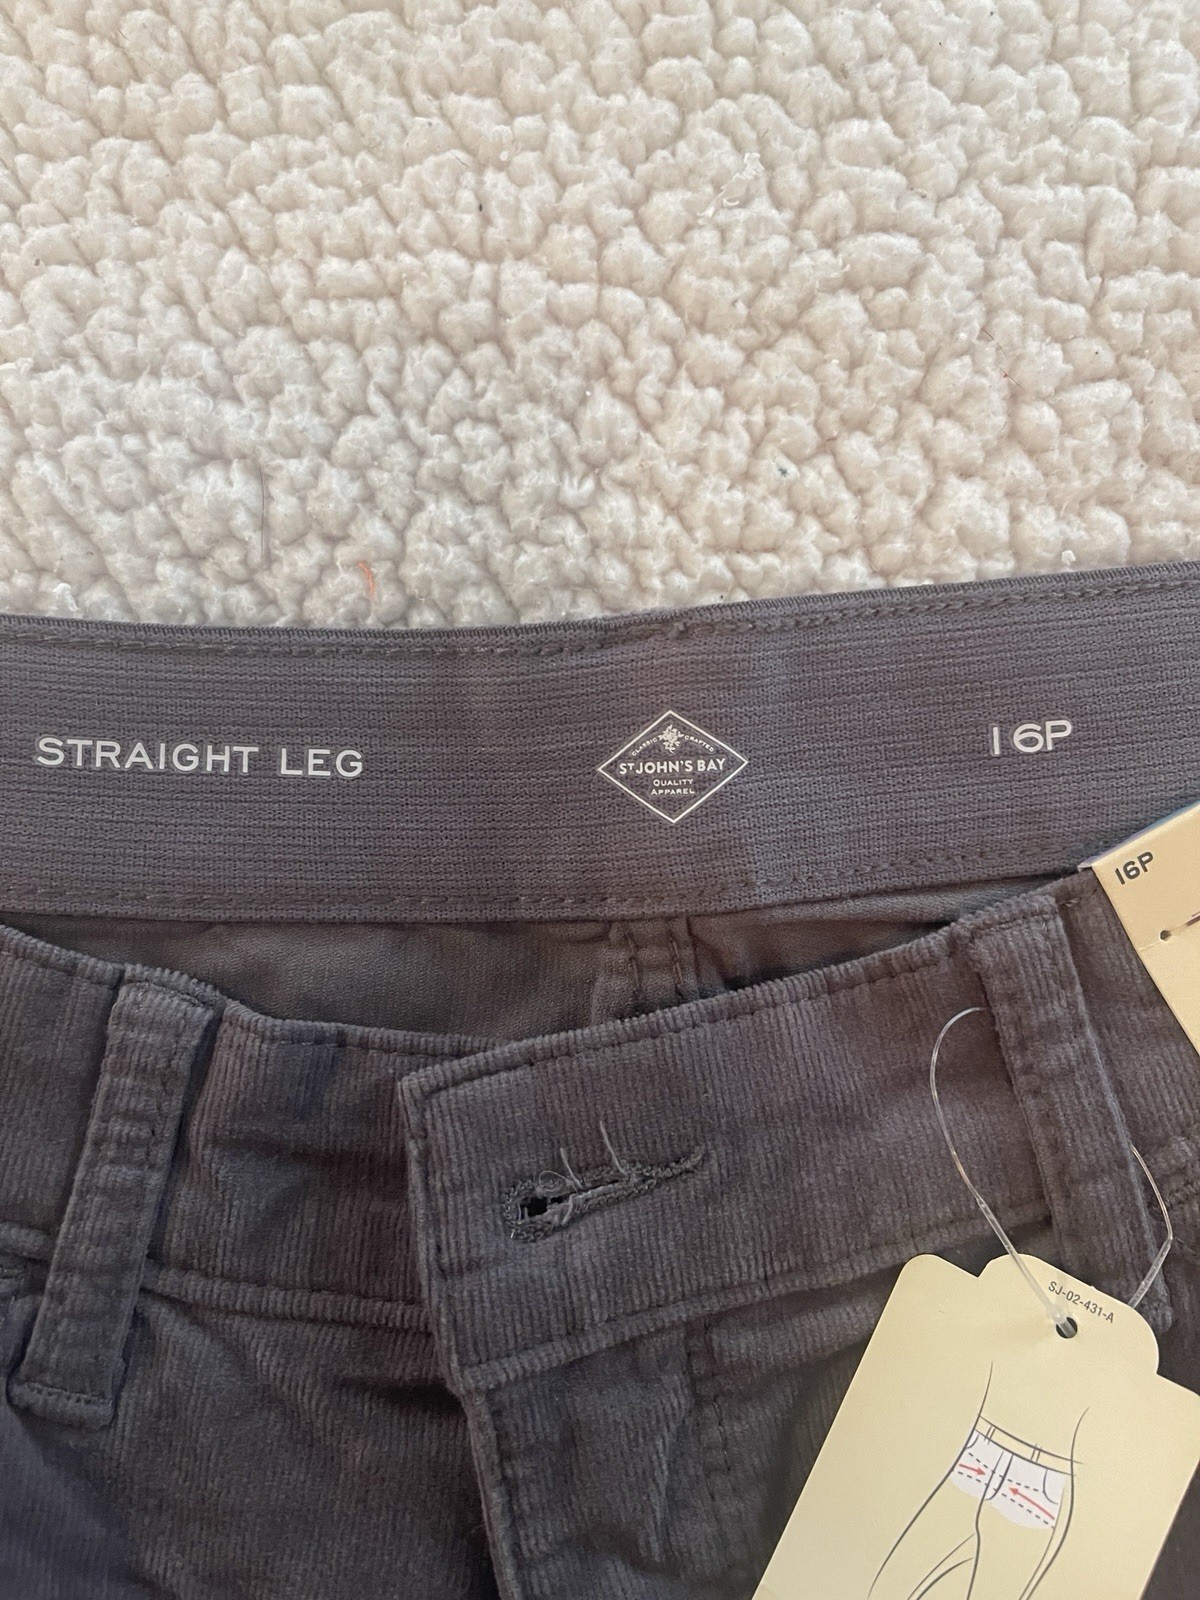 STRAIGHT LEG
CLASSIC CRAFTED
ST JOHN'S BAY
QUALITY
APPAREL
16P
16P
SJ-02-431-A